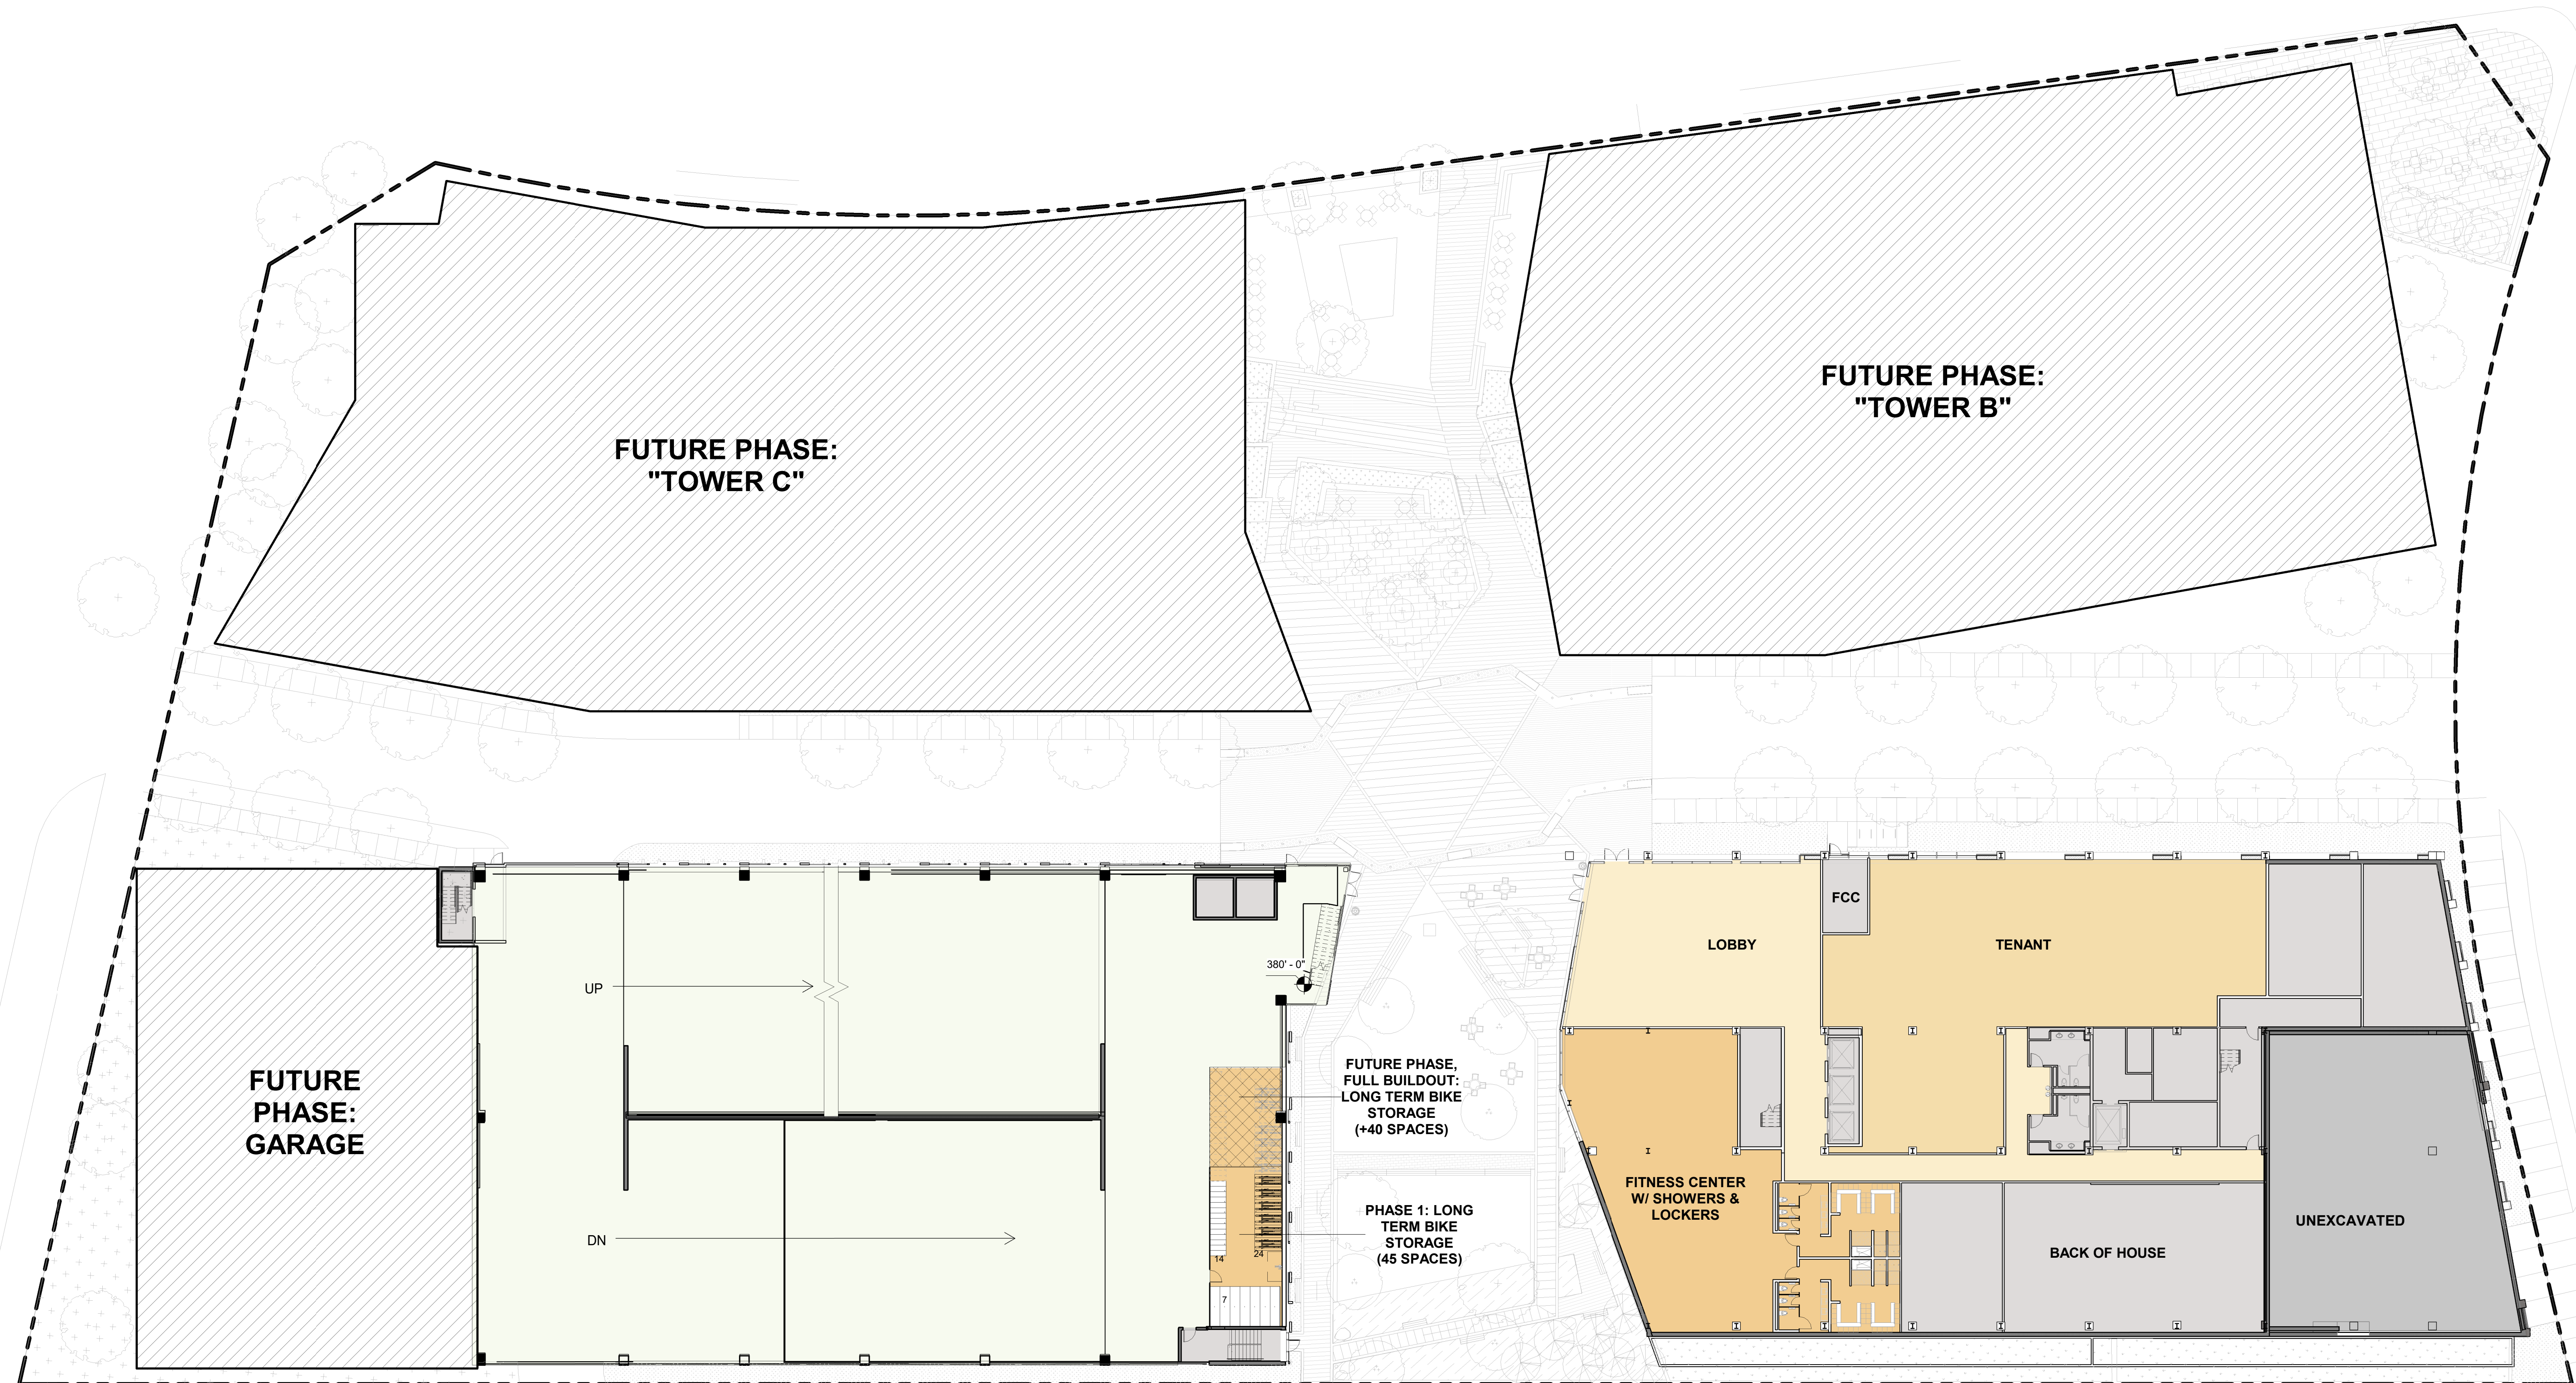 FUTURE PHASE:
"TOWER C"
FUTURE PHASE:
"TOWER B"
FUTURE
PHASE:
GARAGE
UP
DN
380' - 0"
FUTURE PHASE,
FULL BUILDOUT:
LONG TERM BIKE
STORAGE
(+40 SPACES)
PHASE 1: LONG
TERM BIKE
STORAGE
(45 SPACES)
14
24
7
LOBBY
FCC
TENANT
FITNESS CENTER
W/ SHOWERS &
LOCKERS
BACK OF HOUSE
UNEXCAVATED